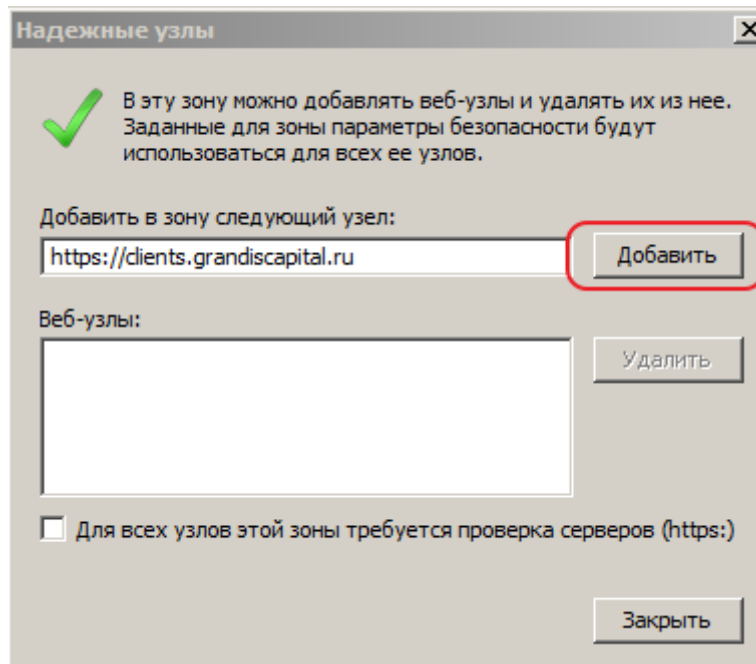 Надежные узлы
В эту зону можно добавлять веб-узлы и удалять их из нее.
Заданные для зоны параметры безопасности будут
использоваться для всех ее узлов.
Добавить в зону следующий узел:
https://clients.grandiscapital.ru
Добавить
Веб-узлы:
Удалить
Для всех узлов этой зоны требуется проверка серверов (https:)
Закрыть